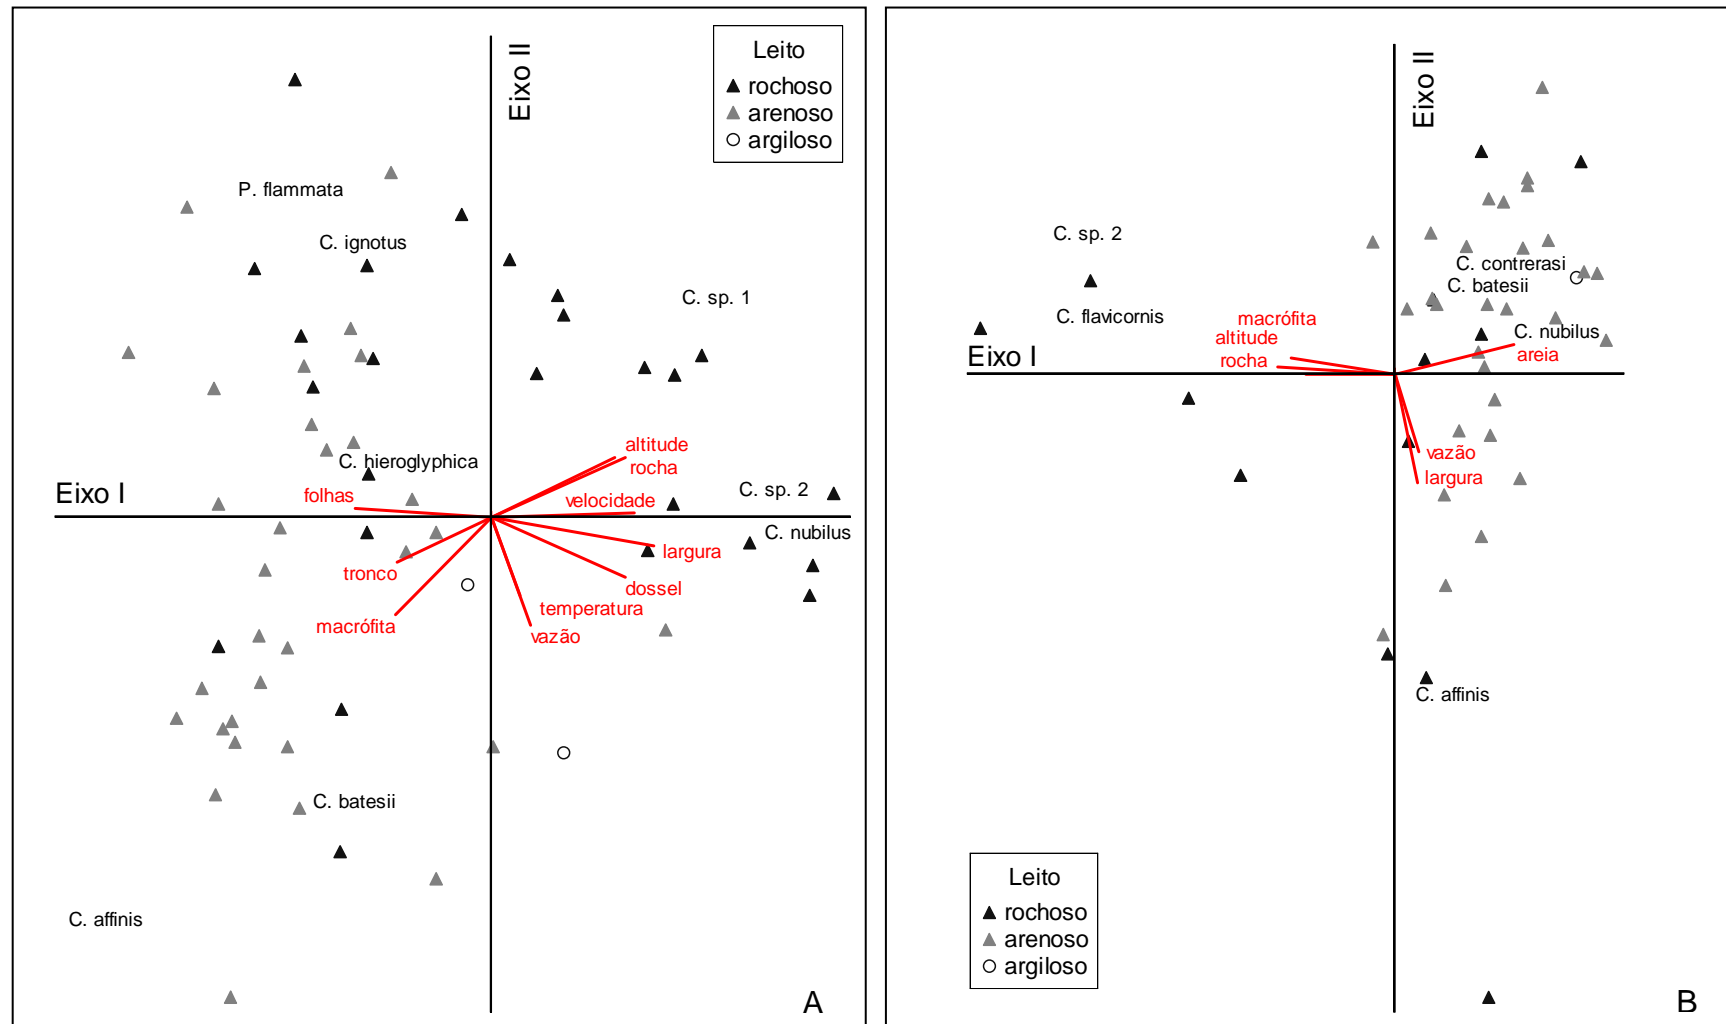 Eixo II
Leito
rochoso
arenoso
argiloso
P. flammata
C. ignotus
C. sp. 1
altitude
C. hieroglyphica
rocha
Eixo I
folhas
velocidade
C. sp. 2
C. nubilus
largura
tronco
dossel
temperatura
macrófita
vazão
C. batesii
C. affinis
A
Eixo II
C. sp. 2
C. contrerasi
C. batesii
C. flavicornis
macrófita
C. nubilus
altitude
Eixo I
rocha
areia
vazão
largura
C. affinis
Leito
rochoso
arenoso
argiloso
B